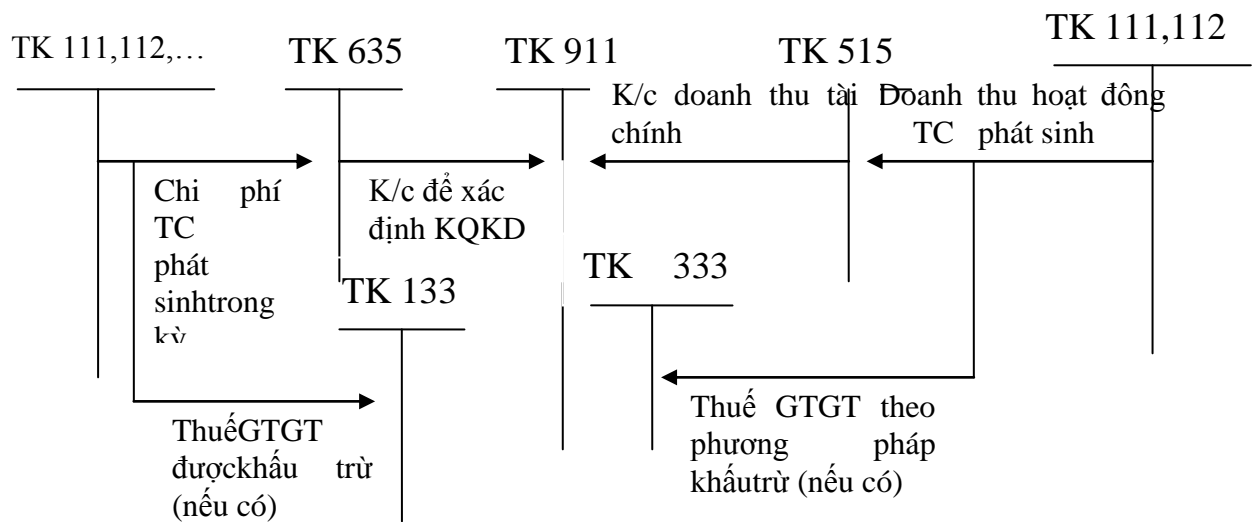 TK 111,112,…
TK 635
TK 911
TK 515
TK 111,112
K/c doanh thu tài
chính
Doanh thu hoạt đông
TC phát sinh
Chi phí
TC
phát
sinhtrong
kỳ
K/c để xác
định KQKD
TK 133
TK 333
ThuếGTGT
đượckhấu trừ
(nếu có)
Thuế GTGT theo
phương pháp
khấutrừ (nếu có)